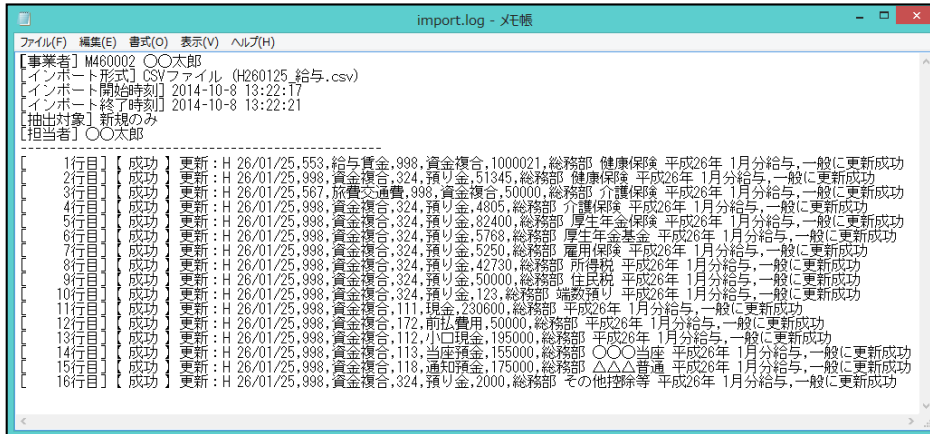 import.log - メモ帳
ファイル(F) 編集(E) 書式(O) 表示(V) ヘルプ(H)
[事業者] M460002 〇〇太郎
[インポート形式] CSVファイル (H260125_給与.csv)
[インポート開始時刻] 2014-10-8 13:22:17
[インポート終了時刻] 2014-10-8 13:22:21
[抽出対象] 新規のみ
[担当者] 〇〇太郎
--------------------------------------------------
[ 1行目] 【 成功 】 更新：H 26/01/25,553,給与賃金,998,資金複合,1000021,総務部 健康保険 平成26年 1月分給与,一般に更新成功
[ 2行目] 【 成功 】 更新：H 26/01/25,998,資金複合,324,預り金,51345,総務部 健康保険 平成26年 1月分給与,一般に更新成功
[ 3行目] 【 成功 】 更新：H 26/01/25,567,旅費交通費,998,資金複合,50000,総務部 介護保険 平成26年 1月分給与,一般に更新成功
[ 4行目] 【 成功 】 更新：H 26/01/25,998,資金複合,324,預り金,4805,総務部 介護保険 平成26年 1月分給与,一般に更新成功
[ 5行目] 【 成功 】 更新：H 26/01/25,998,資金複合,324,預り金,82400,総務部 厚生年金保険 平成26年 1月分給与,一般に更新成功
[ 6行目] 【 成功 】 更新：H 26/01/25,998,資金複合,324,預り金,5768,総務部 厚生年金基金 平成26年 1月分給与,一般に更新成功
[ 7行目] 【 成功 】 更新：H 26/01/25,998,資金複合,324,預り金,5250,総務部 雇用保険 平成26年 1月分給与,一般に更新成功
[ 8行目] 【 成功 】 更新：H 26/01/25,998,資金複合,324,預り金,42730,総務部 所得税 平成26年 1月分給与,一般に更新成功
[ 9行目] 【 成功 】 更新：H 26/01/25,998,資金複合,324,預り金,50000,総務部 住民税 平成26年 1月分給与,一般に更新成功
[ 10行目] 【 成功 】 更新：H 26/01/25,998,資金複合,324,預り金,123,総務部 端数預り 平成26年 1月分給与,一般に更新成功
[ 11行目] 【 成功 】 更新：H 26/01/25,998,資金複合,111,現金,230600,総務部 平成26年 1月分給与,一般に更新成功
[ 12行目] 【 成功 】 更新：H 26/01/25,998,資金複合,172,前払費用,50000,総務部 平成26年 1月分給与,一般に更新成功
[ 13行目] 【 成功 】 更新：H 26/01/25,998,資金複合,112,小口現金,195000,総務部 平成26年 1月分給与,一般に更新成功
[ 14行目] 【 成功 】 更新：H 26/01/25,998,資金複合,113,当座預金,155000,総務部 〇〇〇当座 平成26年 1月分給与,一般に更新成功
[ 15行目] 【 成功 】 更新：H 26/01/25,998,資金複合,118,通知預金,175000,総務部 △△△普通 平成26年 1月分給与,一般に更新成功
[ 16行目] 【 成功 】 更新：H 26/01/25,998,資金複合,324,預り金,2000,総務部 その他控除等 平成26年 1月分給与,一般に更新成功